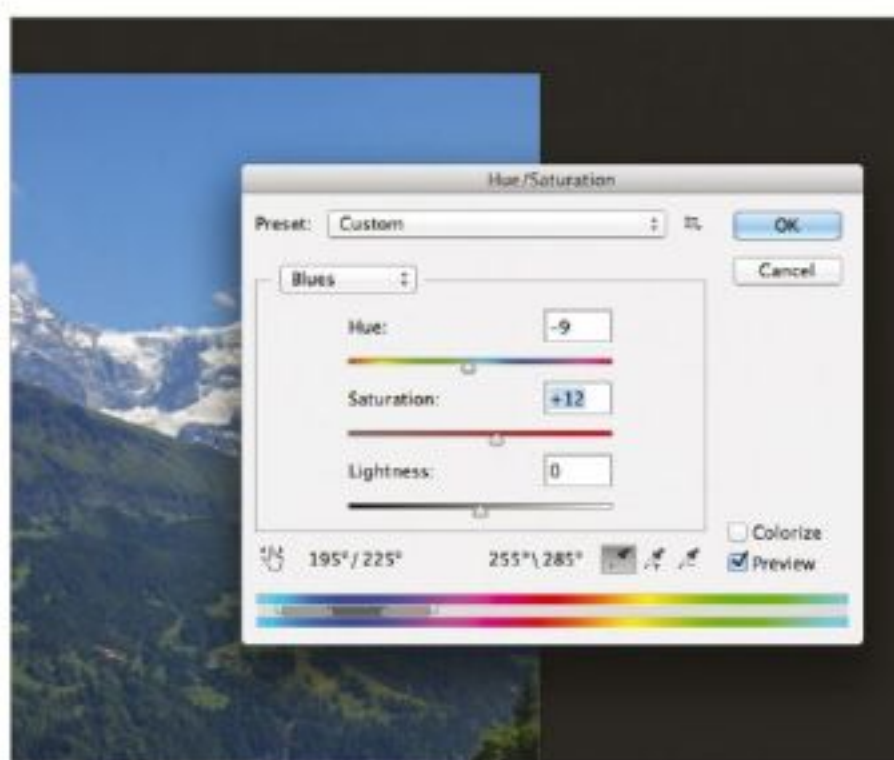 Hue/Saturation
Preset: Custom
OK
Cancel
Blues
Hue: -9
Saturation: +12
Lightness: 0
Colorize
195°/225° 255°\285°
Preview